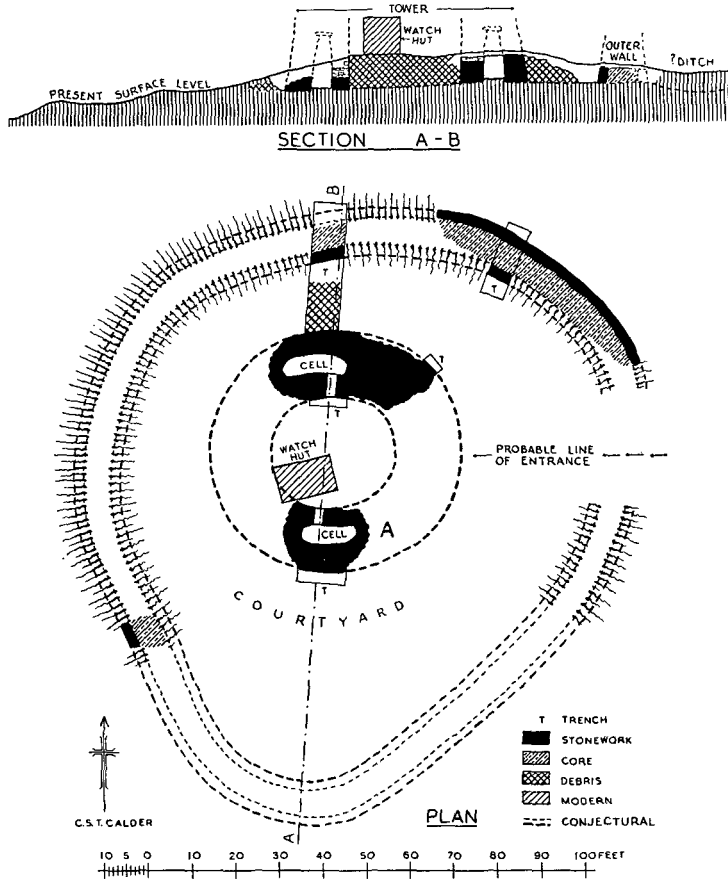 TOWER
WATCH
HUT
OUTER
WALL
? DITCH
PRESENT SURFACE LEVEL
SECTION A-B
B
T
T
CELL
T
T
WATCH
HUT
PROBABLE LINE
OF ENTRANCE
CELL
A
T
COURTYARD
A
C.S.T. CALDER
PLAN
T TRENCH
STONEWORK
CORE
DEBRIS
MODERN
CONJECTURAL
10 5 0 10 20 30 40 50 60 70 80 90 100 FEET